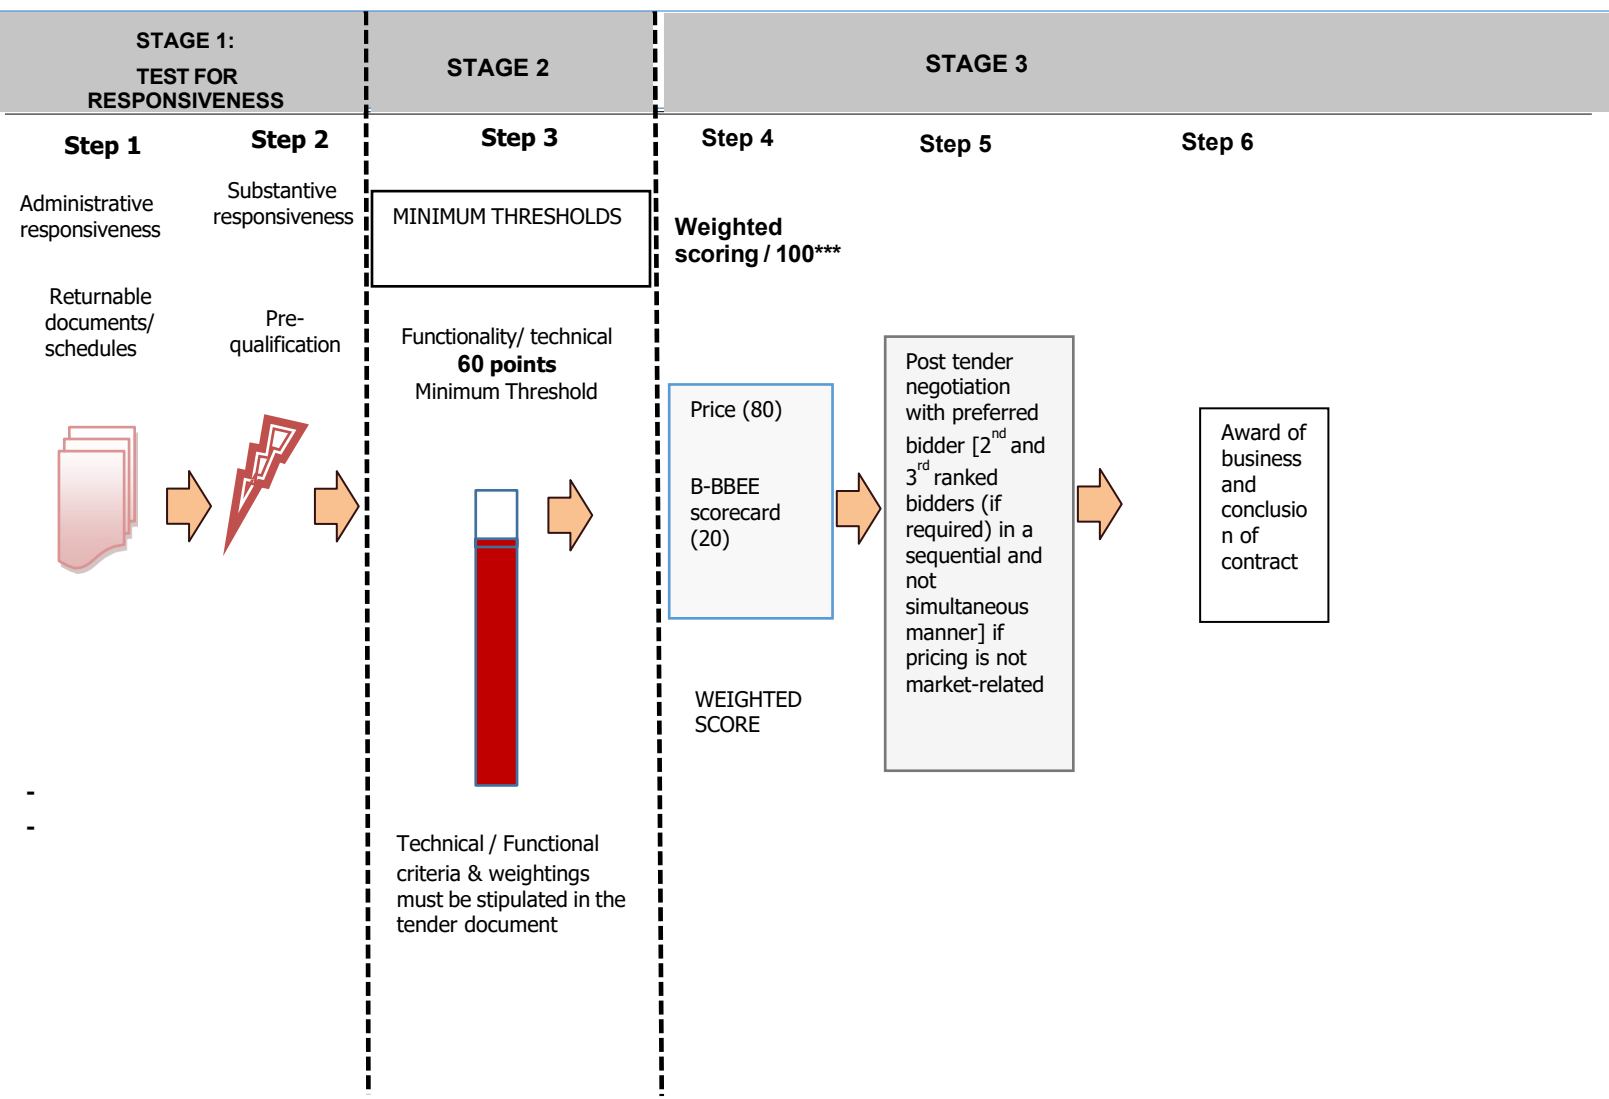 STAGE 1:
TEST FOR
RESPONSIVENESS
STAGE 2
STAGE 3
Step 1
Step 2
Step 3
Step 4
Step 5
Step 6
Administrative
responsiveness
Substantive
responsiveness
MINIMUM THRESHOLDS
Weighted
scoring / 100***
Returnable
documents/
schedules
Pre-
qualification
Functionality/ technical
60 points
Minimum Threshold
Price (80)
B-BBEE
scorecard
(20)
Post tender
negotiation
with preferred
bidder [2nd and
3rd ranked
bidders (if
required) in a
sequential and
not
simultaneous
manner] if
pricing is not
market-related
Award of
business
and
conclusio
n of
contract
WEIGHTED
SCORE
-
-
Technical / Functional
criteria & weightings
must be stipulated in the
tender document